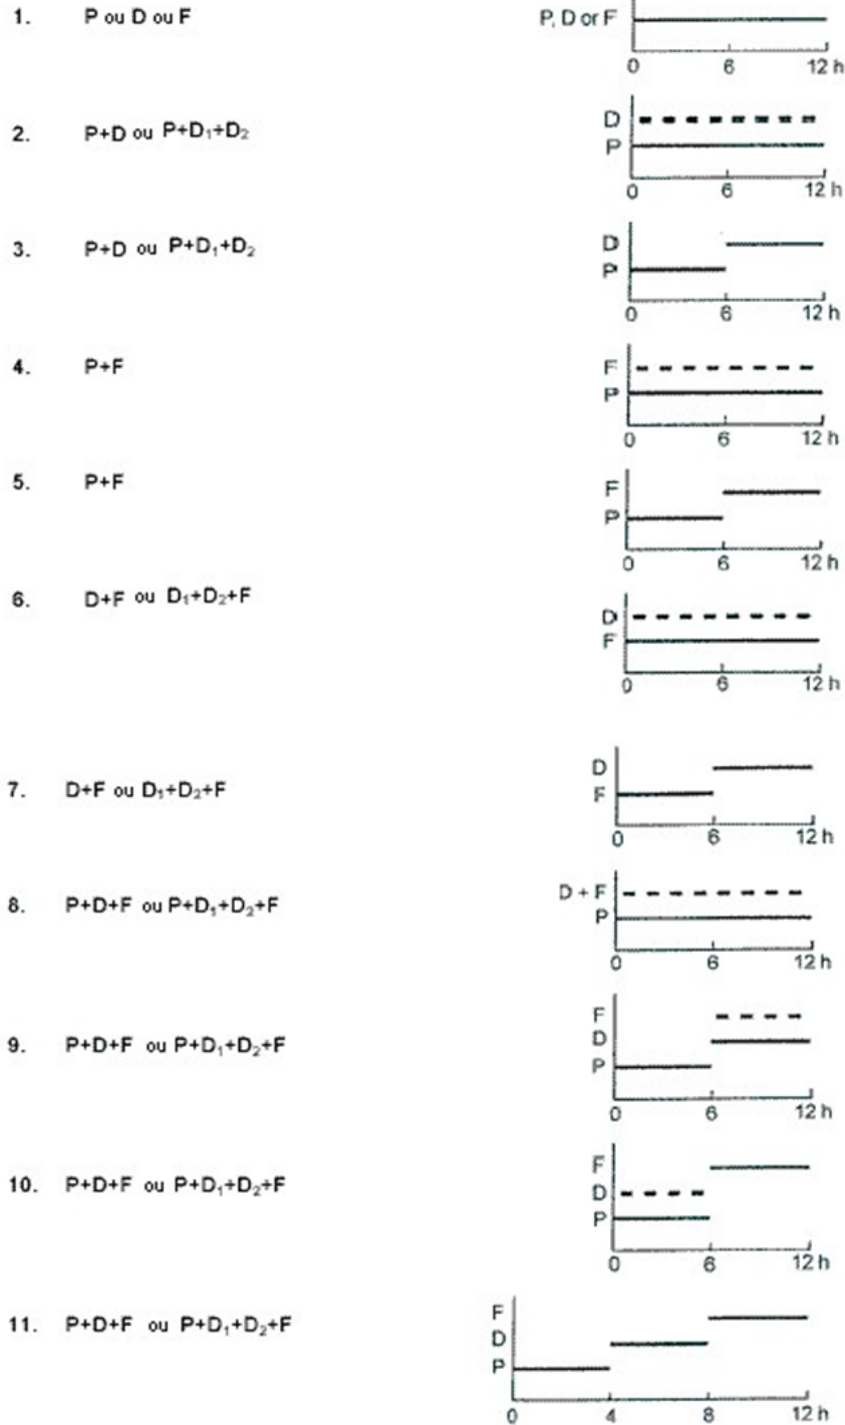 1. P ou D ou F P, D or F
0 6 12 h
2. P+D ou P+D₁+D₂ D
P
0 6 12 h
3. P+D ou P+D₁+D₂ D
P
0 6 12 h
4. P+F F
P
0 6 12 h
5. P+F F
P
0 6 12 h
6. D+F ou D₁+D₂+F D
F
0 6 12 h
7. D+F ou D₁+D₂+F D
F
0 6 12 h
8. P+D+F ou P+D₁+D₂+F D + F
P
0 6 12 h
F
9. P+D+F ou P+D₁+D₂+F D
P
0 6 12 h
F
10. P+D+F ou P+D₁+D₂+F D
P
0 6 12 h
11. P+D+F ou P+D₁+D₂+F F
D
P
0 4 8 12 h